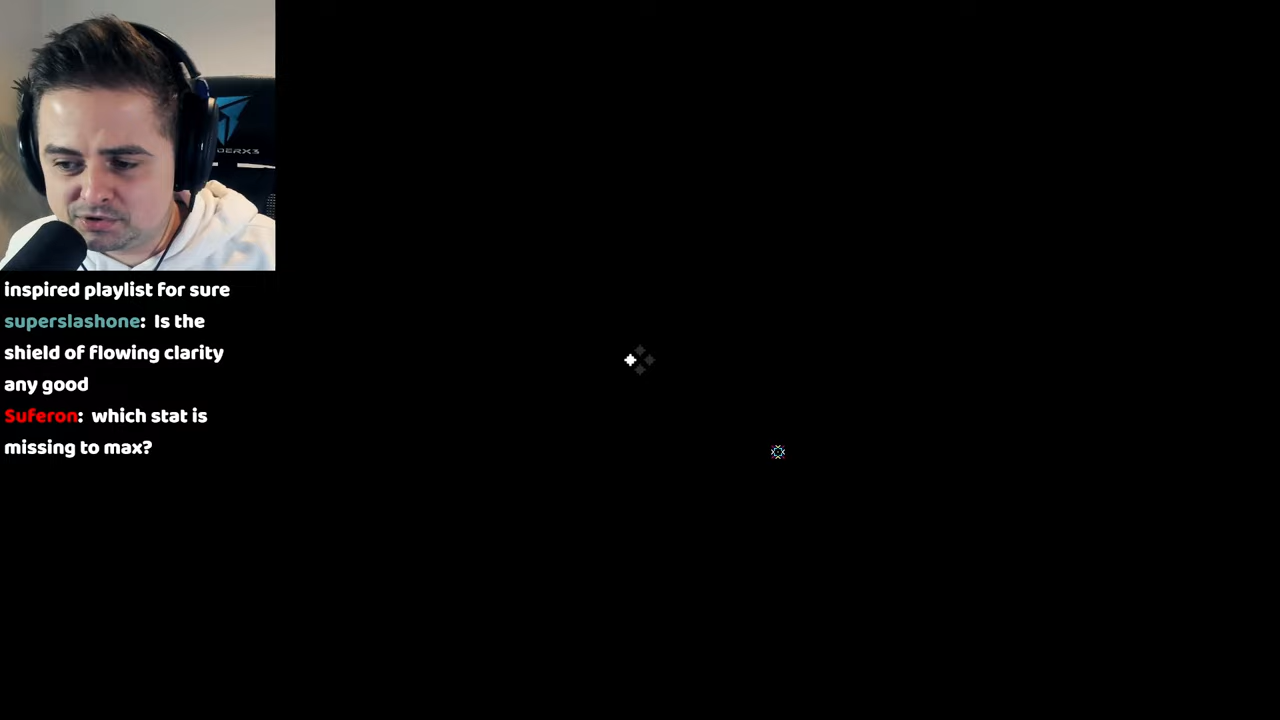 inspired playlist for sure
superslashone: Is the
shield of flowing clarity
any good
Suferon: which stat is
missing to max?